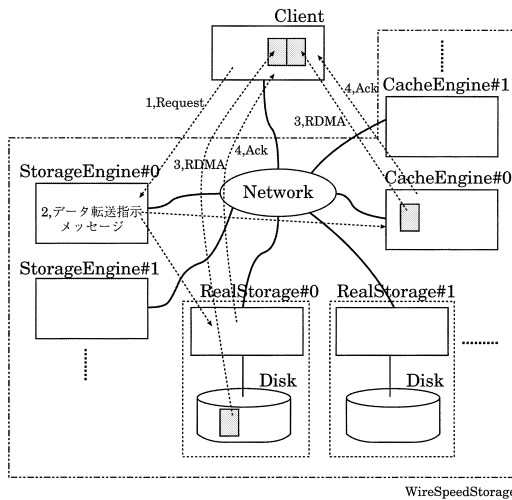 Client
CacheEngine#1
1,Request
4,Ack
3,RDMA
3,RDMA
4,Ack
StorageEngine#0
CacheEngine#0
Network
2,データ転送指示
メッセージ
StorageEngine#1
RealStorage#0
RealStorage#1
Disk
Disk
WireSpeedStorage